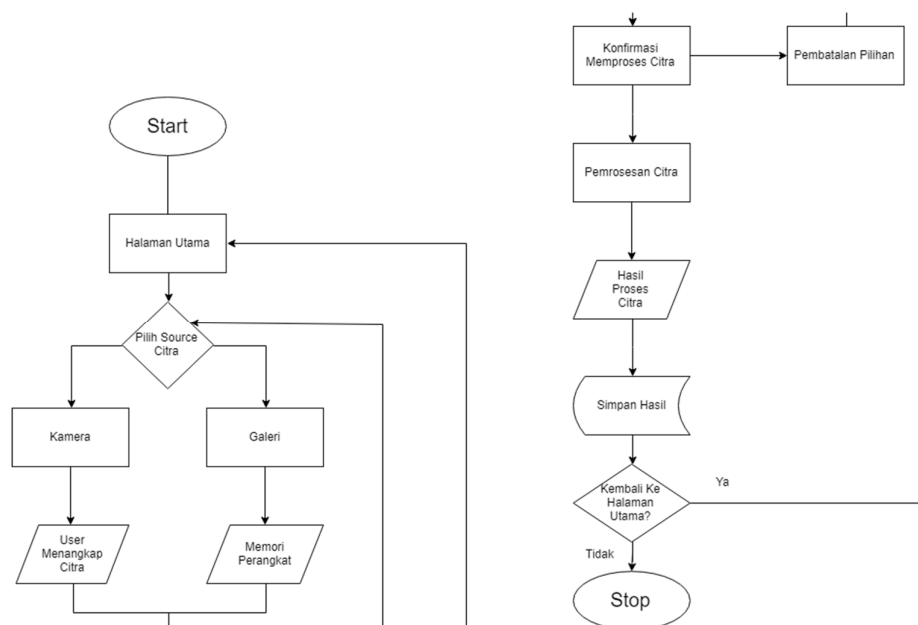 Start
Halaman Utama
Pilih Source
Citra
Kamera
Galeri
User
Menangkap
Citra
Memori
Perangkat
Konfirmasi
Memproses Citra
Pembatalan Pilihan
Pemrosesan Citra
Hasil
Proses
Citra
Simpan Hasil
Kembali Ke
Halaman
Utama?
Ya
Tidak
Stop